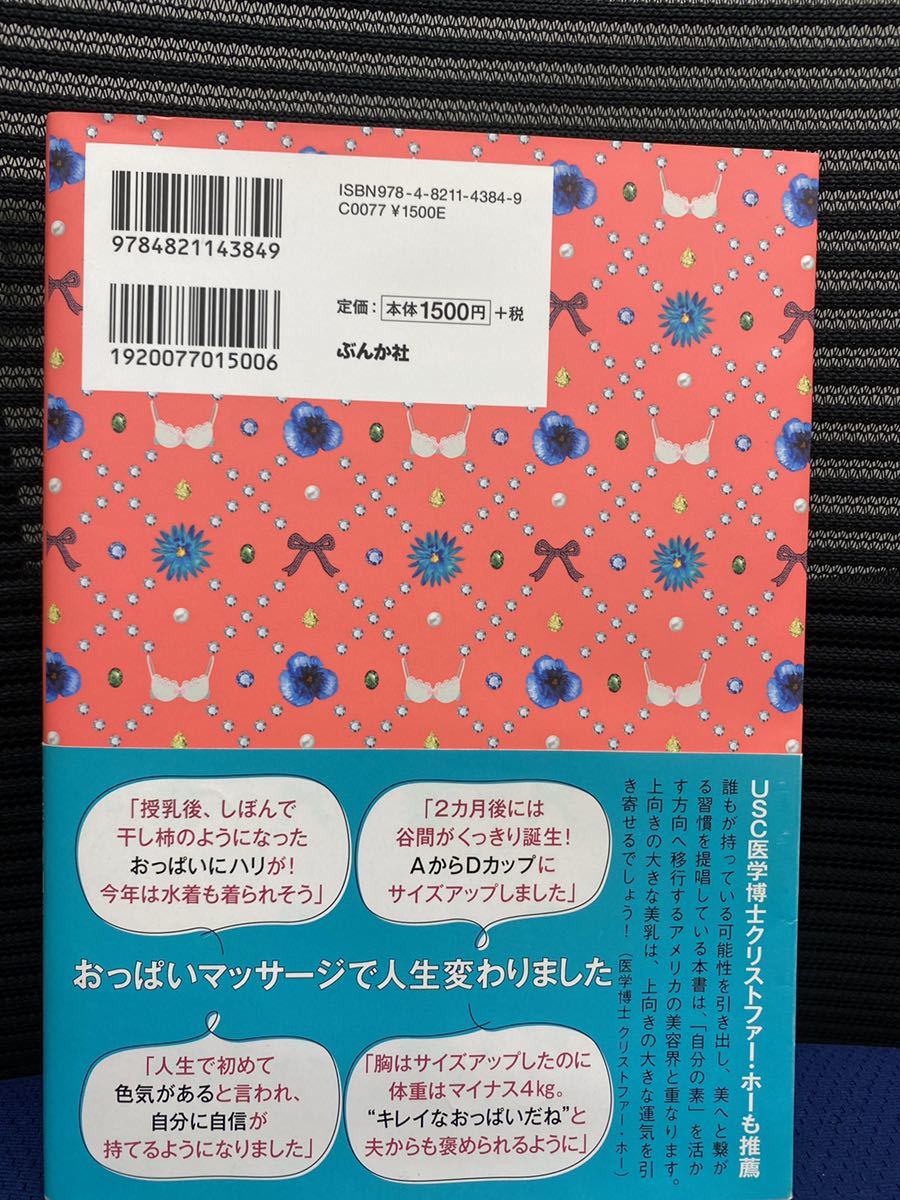 ISBN978-4-8211-4384-9
C0077 ¥1500E
9784821143849
定価：本体1500円+税
1920077015006
ぶんか社
USC医学博士クリストファー・ホーも推薦
誰もが持っている可能性を引き出し、美へと繋が
る習慣を提唱している本書は、「自分の素」を活か
す方向へ移行するアメリカの美容界と重なります。
上向きの大きな美乳は、上向きの大きな運気を引
き寄せるでしょう！（医学博士 クリストファー・ホー）
「授乳後、しぼんで
干し柿のようになった
おっぱいにハリが！
今年は水着も着られそう」
「2カ月後には
谷間がくっきり誕生！
AからDカップに
サイズアップしました」
おっぱいマッサージで人生変わりました
「人生で初めて
色気があると言われ、
自分に自信が
持てるようになりました」
「胸はサイズアップしたのに
体重はマイナス4kg。
“キレイなおっぱいだね”と
夫からも褒められるように」